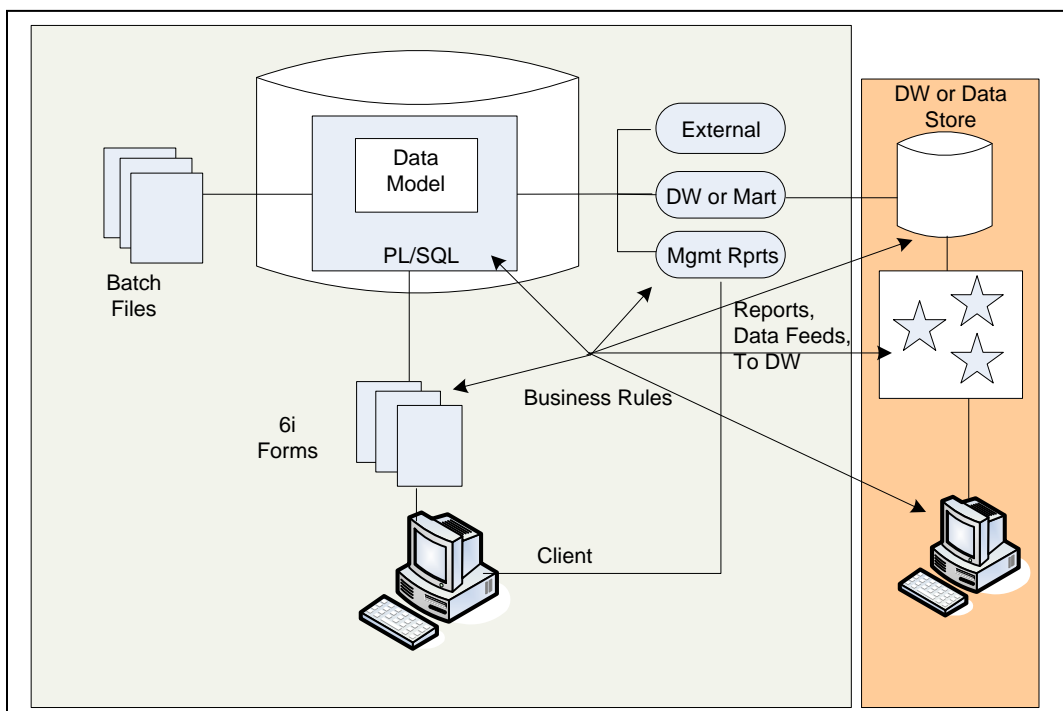 DW or Data
Store
External
Data
Model
DW or Mart
PL/SQL
Mgmt Rprts
Batch
Files
Reports,
Data Feeds,
To DW
Business Rules
6i
Forms
Client